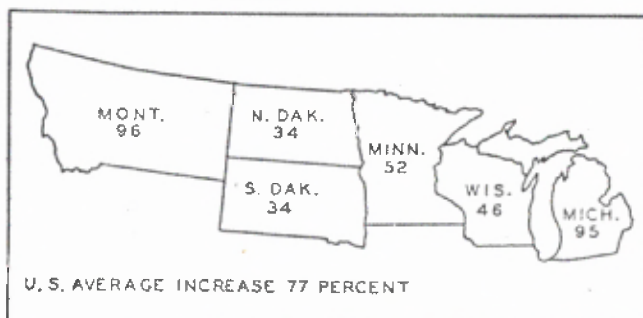 MONT.
96
N. DAK.
34
MINN.
52
S. DAK.
34
WIS.
46
MICH.
95
U.S. AVERAGE INCREASE 77 PERCENT